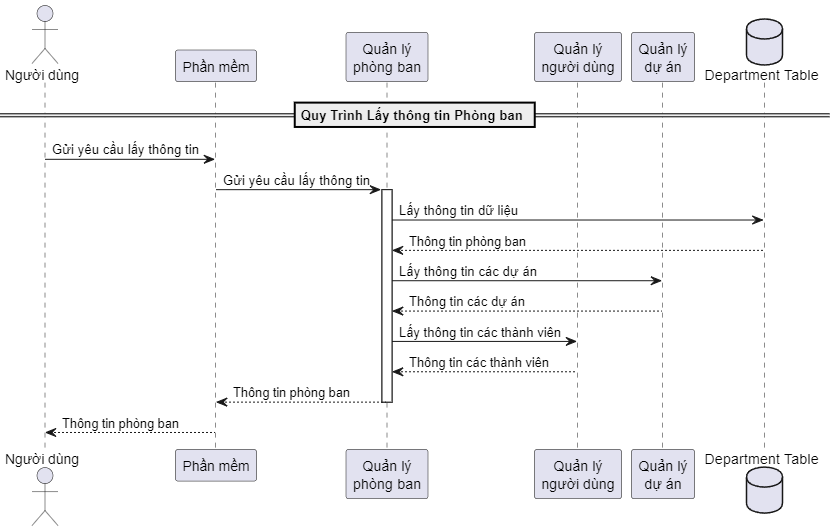 Người dùng
Phần mềm
Quản lý
phòng ban
Quản lý
người dùng
Quản lý
dự án
Department Table
Quy Trình Lấy thông tin Phòng ban
Gửi yêu cầu lấy thông tin
Gửi yêu cầu lấy thông tin
Lấy thông tin dữ liệu
Thông tin phòng ban
Lấy thông tin các dự án
Thông tin các dự án
Lấy thông tin các thành viên
Thông tin các thành viên
Thông tin phòng ban
Thông tin phòng ban
Người dùng
Phần mềm
Quản lý
phòng ban
Quản lý
người dùng
Quản lý
dự án
Department Table